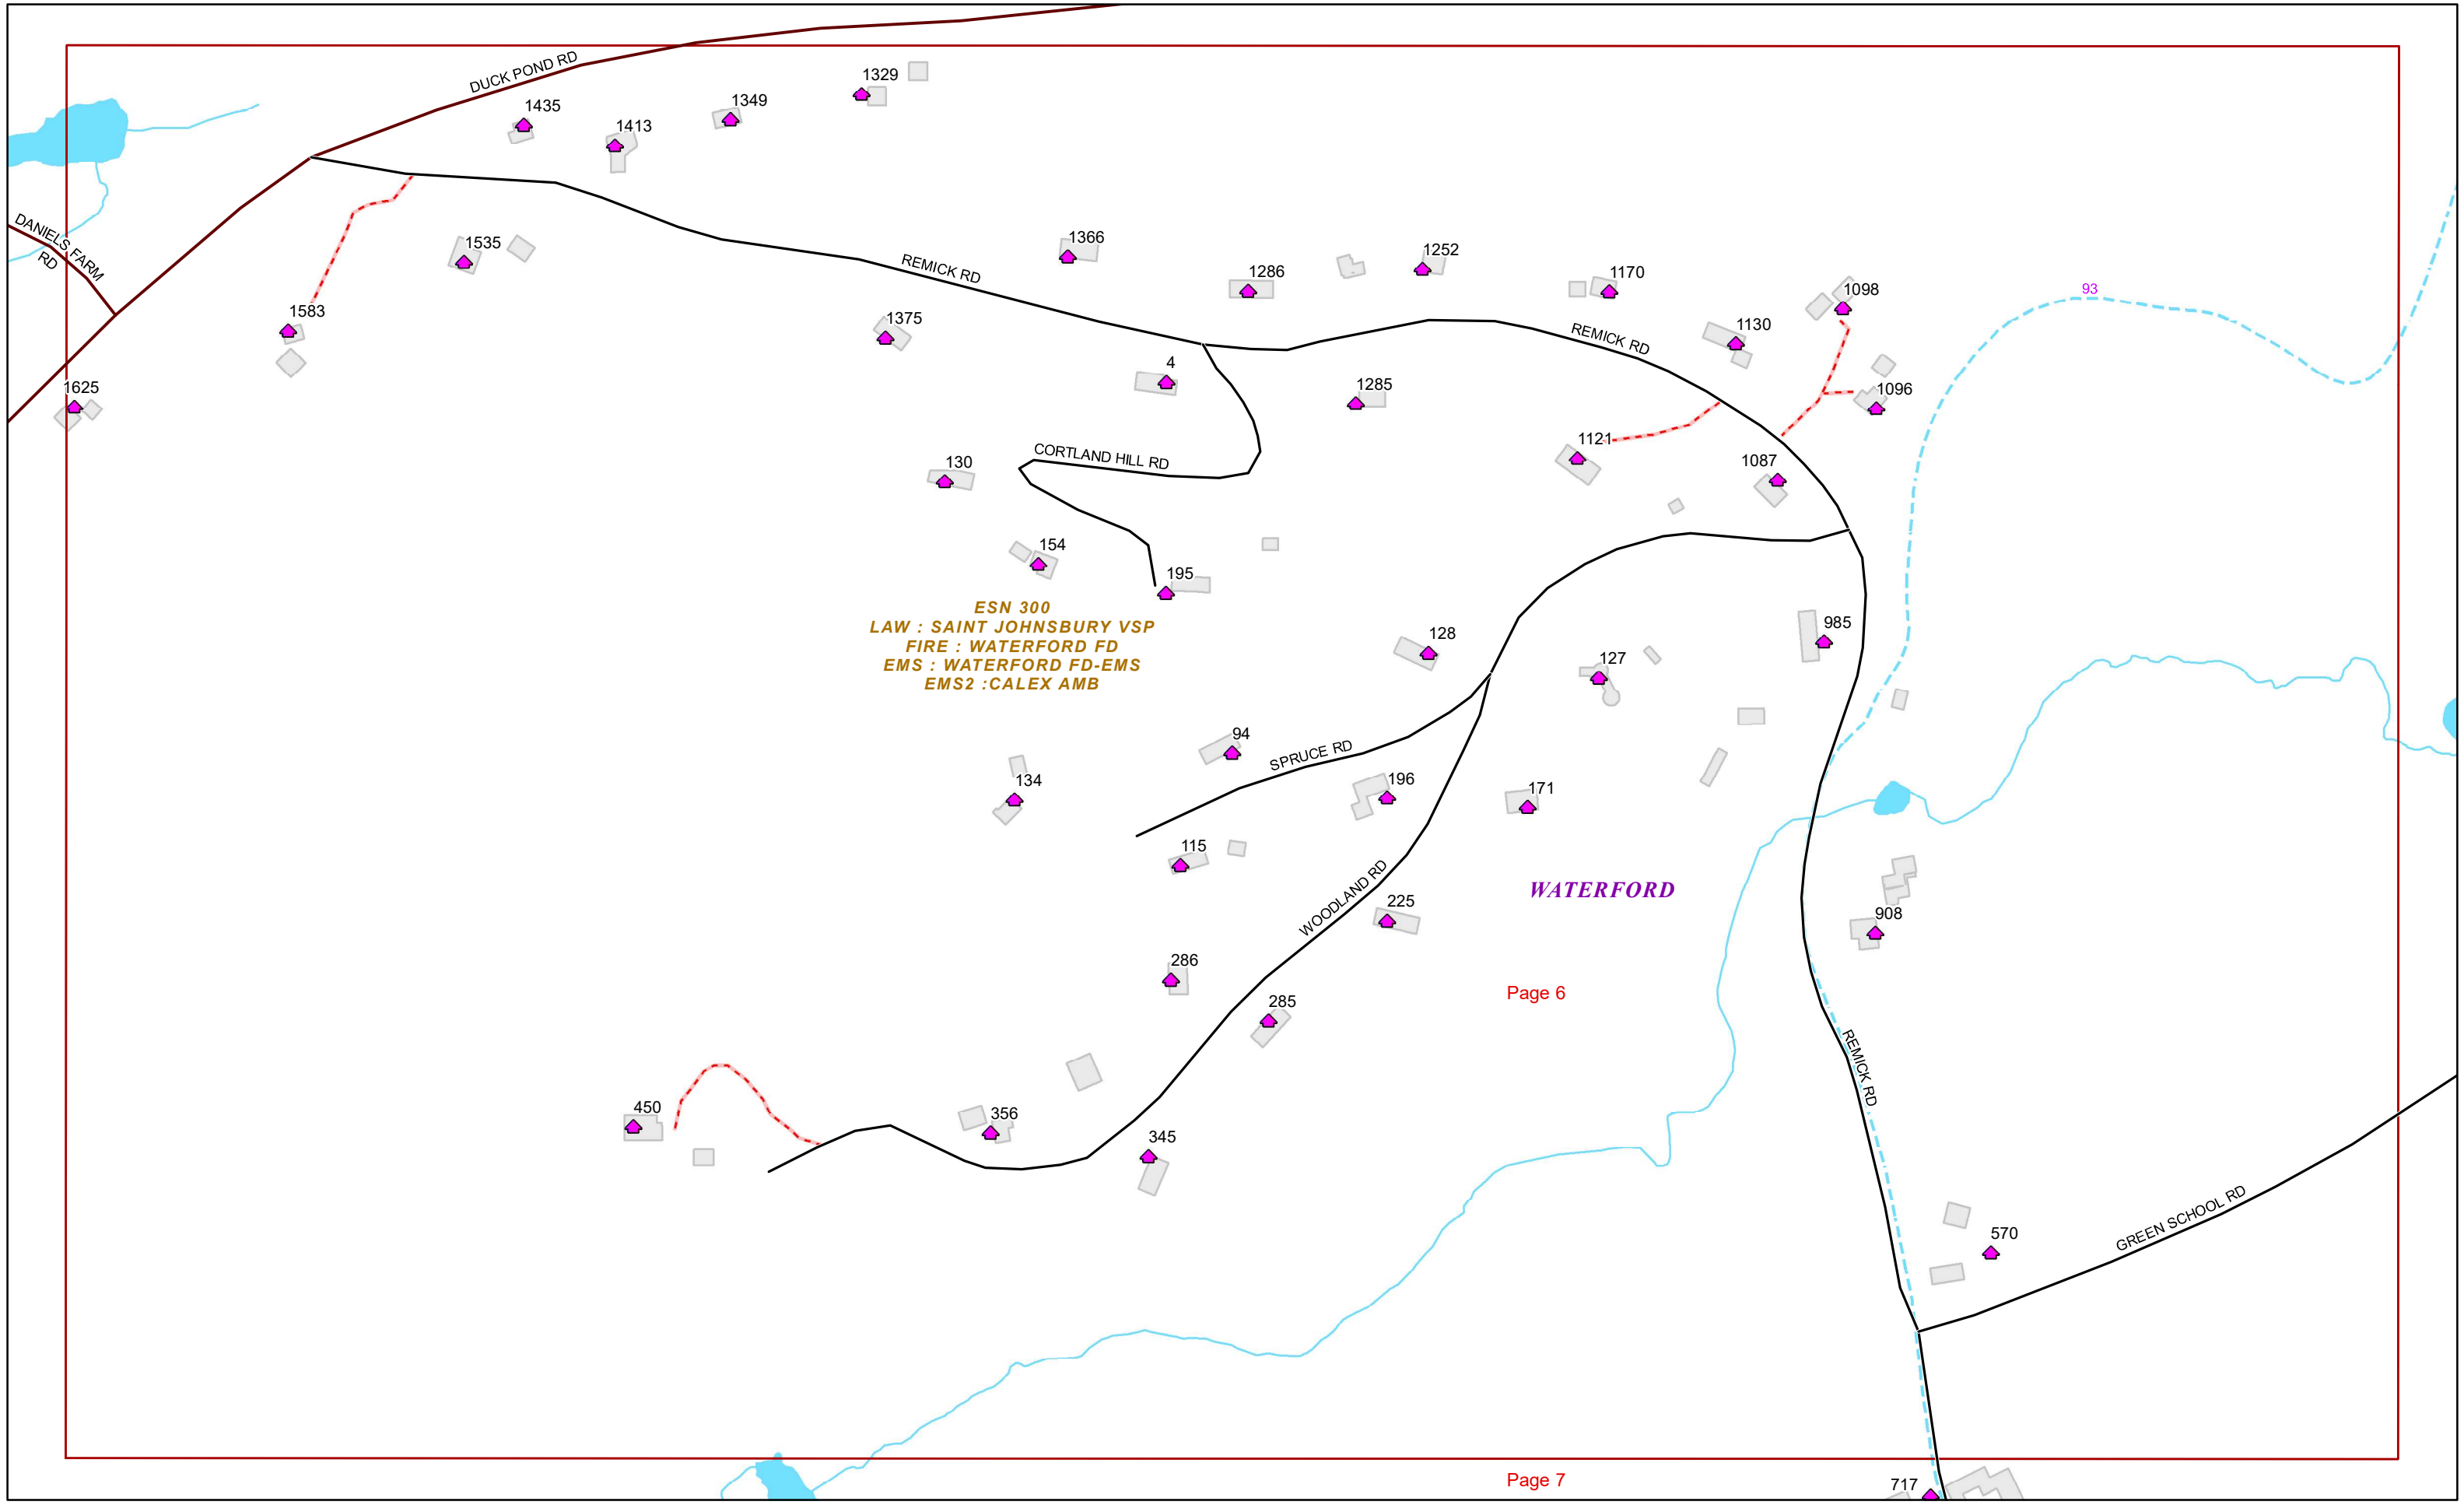 DUCK POND RD
1329
1435
1349
1413
DANIELS FARM
RD
1535
1366
REMICK RD
1286
1252
1170
1098
93
1583
1375
1130
REMICK RD
4
1625
1285
1096
1121
CORTLAND HILL RD
130
1087
154
195
ESN 300
LAW : SAINT JOHNSBURY VSP
FIRE : WATERFORD FD
EMS : WATERFORD FD-EMS
EMS2 :CALEX AMB
128
985
127
94
SPRUCE RD
134
196
171
115
WOODLAND RD
WATERFORD
225
908
286
Page 6
285
REMICK RD
450
356
345
570
GREEN SCHOOL RD
Page 7
717